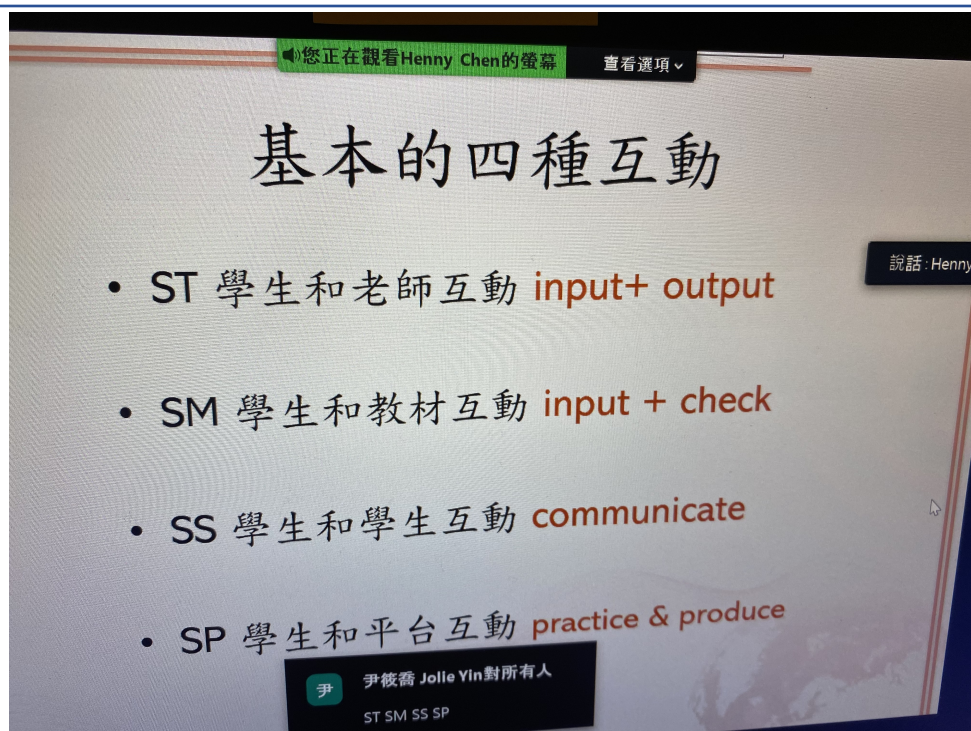 您正在觀看Henny Chen的螢幕 查看選項
基本的四種互動
說話:Henny
• ST 學生和老師互動 input+ output
• SM 學生和教材互動 input + check
• SS 學生和學生互動 communicate
• SP 學生和平台互動 practice & produce
尹 尹筱喬 Jolie Yin對所有人
ST SM SS SP